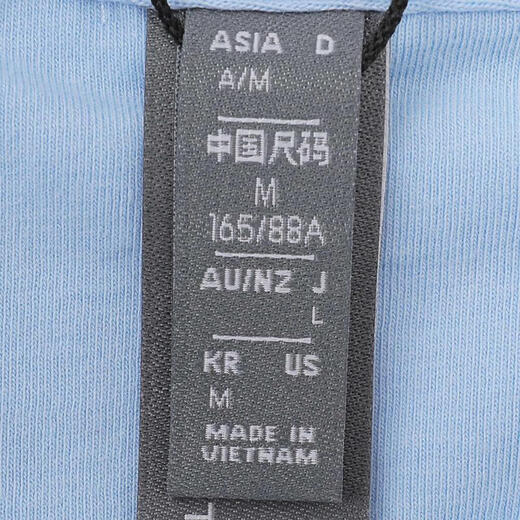 ASIA D
A/M
中国尺码
M
165/88A
AU/NZ J
L
KR US
M
MADE IN
VIETNAM